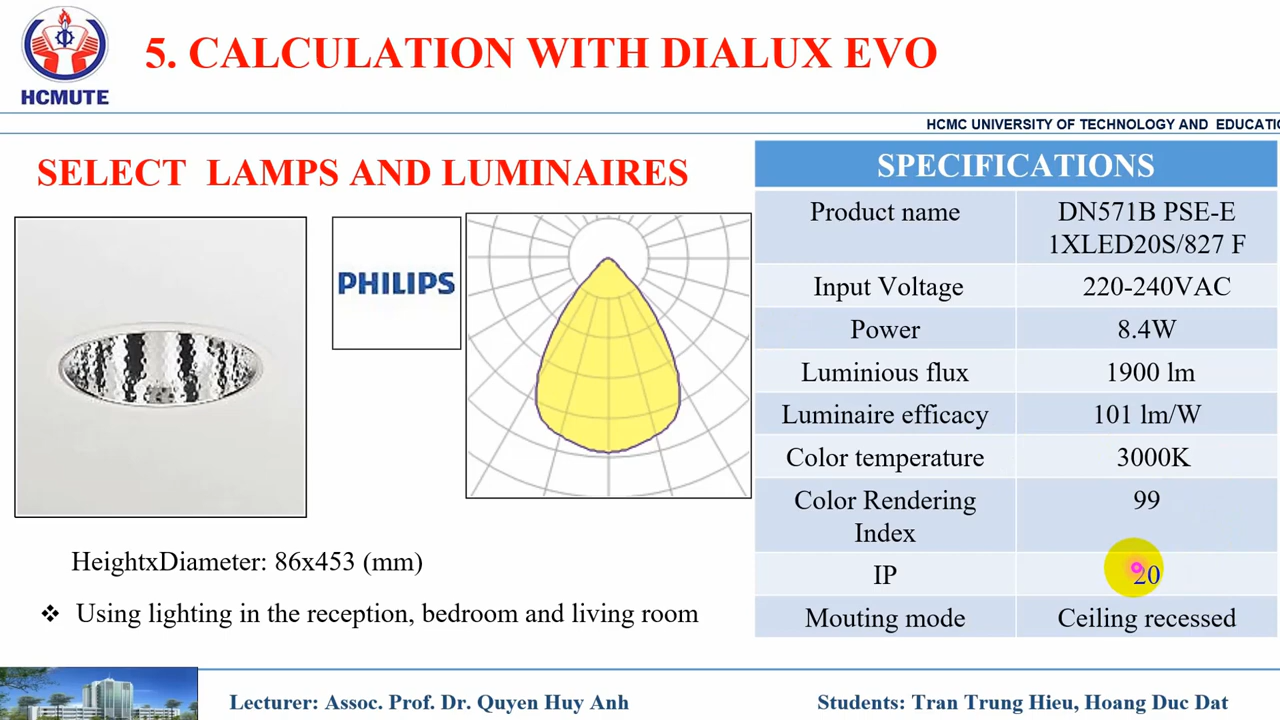 5. CALCULATION WITH DIALUX EVO
HCMUTE
HCMC UNIVERSITY OF TECHNOLOGY AND EDUCATIO
SELECT LAMPS AND LUMINAIRES
PHILIPS
SPECIFICATIONS
Product name DN571B PSE-E
1XLED20S/827 F
Input Voltage 220-240VAC
Power 8.4W
Luminious flux 1900 lm
Luminaire efficacy 101 lm/W
Color temperature 3000K
Color Rendering 99
Index
IP 20
Mouting mode Ceiling recessed
HeightxDiameter: 86x453 (mm)
❖ Using lighting in the reception, bedroom and living room
Lecturer: Assoc. Prof. Dr. Quyen Huy Anh
Students: Tran Trung Hieu, Hoang Duc Dat